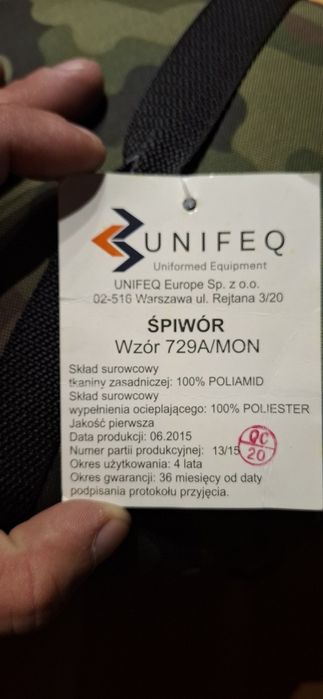 UNIFEQ
Uniformed Equipment
UNIFEQ Europe Sp. z o.o.
02-516 Warszawa ul. Rejtana 3/20
ŚPIWÓR
Wzór 729A/MON
Skład surowcowy
tkaniny zasadniczej: 100% POLIAMID
Skład surowcowy
wypełnienia ocieplającego: 100% POLIESTER
Jakość pierwsza
Data produkcji: 06.2015
Numer partii produkcyjnej: 13/15
QC
20
Okres użytkowania: 4 lata
Okres gwarancji: 36 miesięcy od daty
podpisania protokołu przyjęcia.